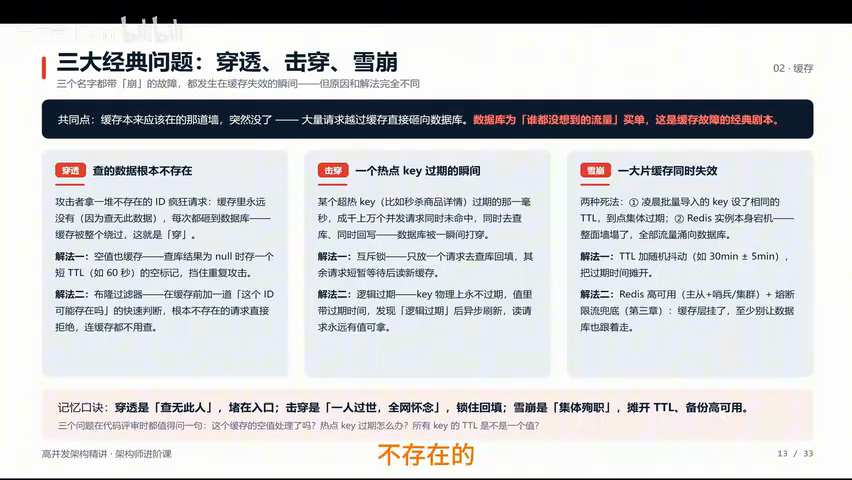 bilibili
三大经典问题：穿透、击穿、雪崩
三个名字都带「崩」的故障，都发生在缓存失效的瞬间——但原因和解法完全不同
02 · 缓存
共同点：缓存本来应该在的那道墙，突然没了 —— 大量请求越过缓存直接砸向数据库。数据库为「谁都没想到的流量」买单，这是缓存故障的经典剧本。
穿透 查的数据根本不存在
攻击者拿一堆不存在的 ID 疯狂请求：缓存里永远
没有（因为查无此数据），每次都砸到数据库——
缓存被整个绕过，这就是「穿」。
解法一：空值也缓存——查库结果为 null 时存一个
短 TTL（如 60 秒）的空标记，挡住重复攻击。
解法二：布隆过滤器——在缓存前加一道「这个 ID
可能存在吗」的快速判断，根本不存在的请求直接
拒绝，连缓存都不用查。
击穿 一个热点 key 过期的瞬间
某个超热 key（比如秒杀商品详情）过期的那一毫
秒，成千上万个并发请求同时未命中，同时去查
库、同时回写——数据库被一瞬间打穿。
解法一：互斥锁——只放一个请求去查库回填，其
余请求短暂等待后读新缓存。
解法二：逻辑过期——key 物理上永不过期，值里
带过期时间，发现「逻辑过期」后异步刷新，读请
求永远有值可拿。
雪崩 一大片缓存同时失效
两种死法：① 凌晨批量导入的 key 设了相同的
TTL，到点集体过期；② Redis 实例本身宕机——
整面墙塌了，全部流量涌向数据库。
解法一：TTL 加随机抖动（如 30min ± 5min），
把过期时间摊开。
解法二：Redis 高可用（主从+哨兵/集群）+ 熔断
限流兜底（第三章）：缓存层挂了，至少别让数据
库也跟着走。
记忆口诀：穿透是「查无此人」，堵在入口；击穿是「一人过世，全网怀念」，锁住回填；雪崩是「集体殉职」，摊开 TTL、备份高可用。
三个问题在代码评审时都值得问一句：这个缓存的空值处理了吗？热点 key 过期怎么办？所有 key 的 TTL 是不是一个值？
高并发架构精讲 · 架构师进阶课
不存在的
13 / 33